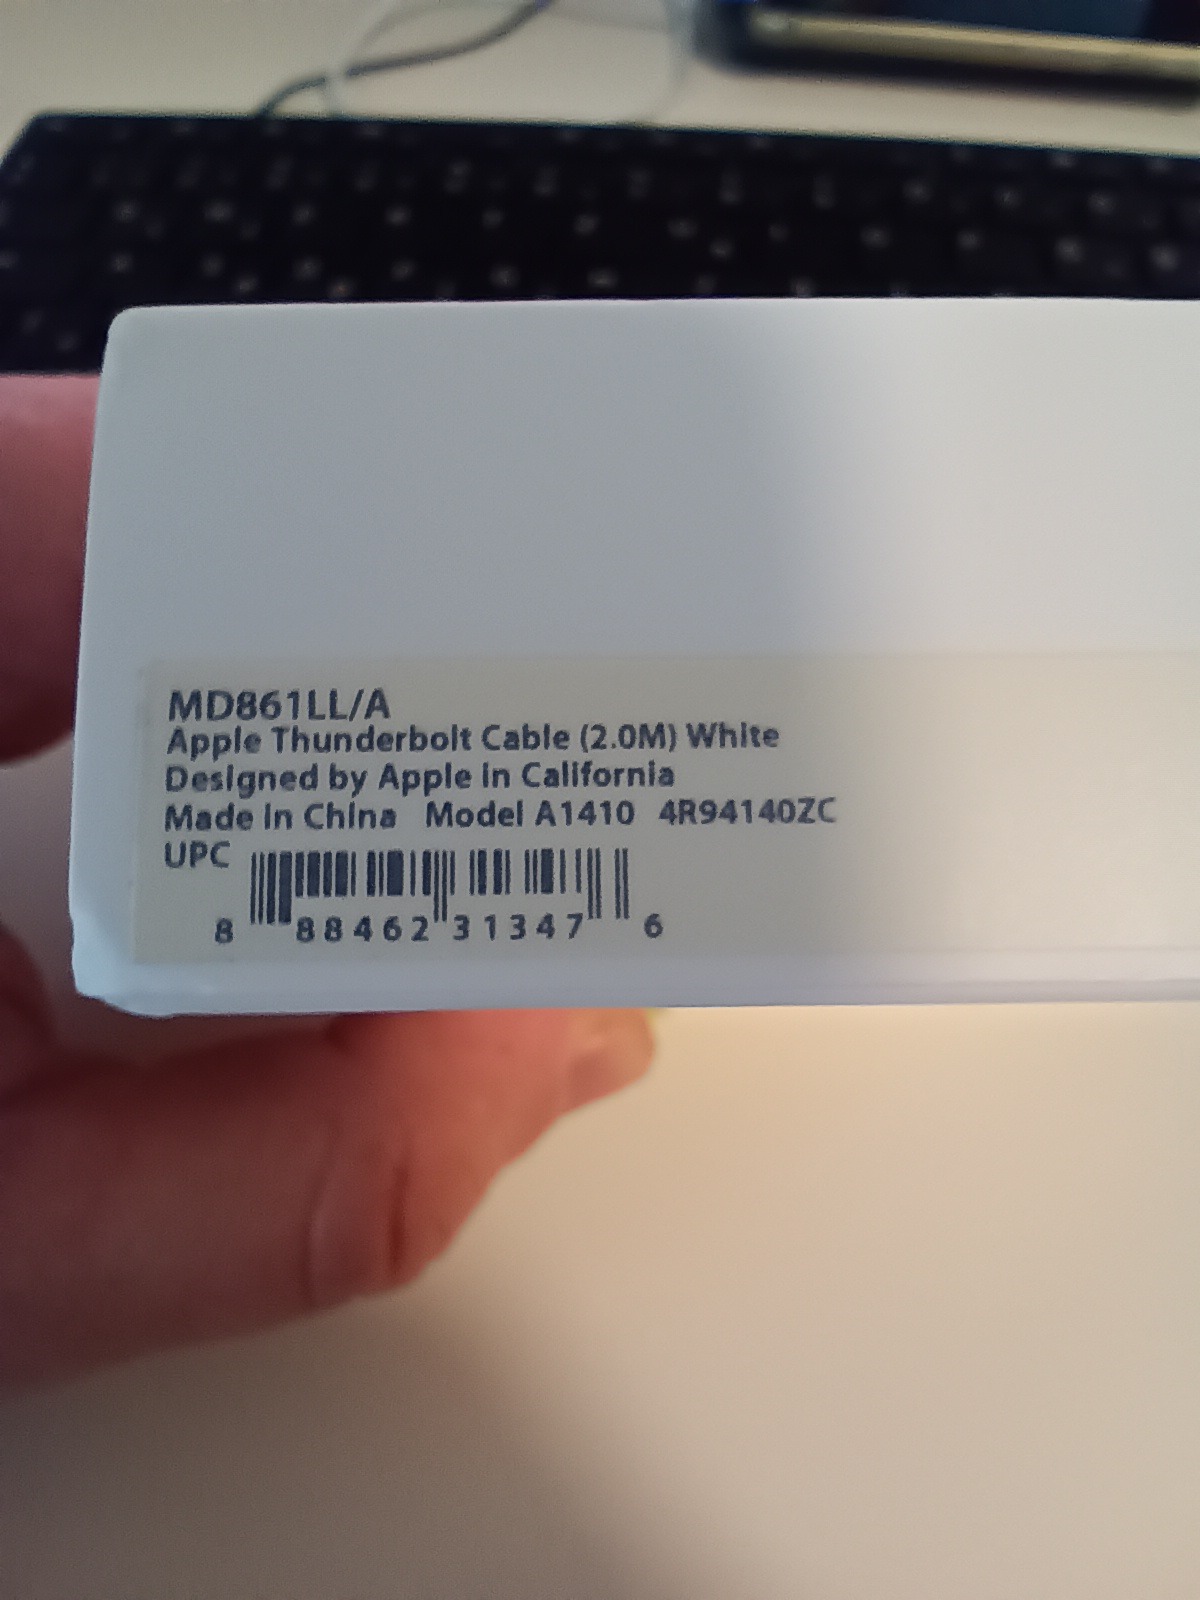 MD861LL/A
Apple Thunderbolt Cable (2.0M) White
Designed by Apple in California
Made in China Model A1410 4R94140ZC
UPC
8 88462 31347 6